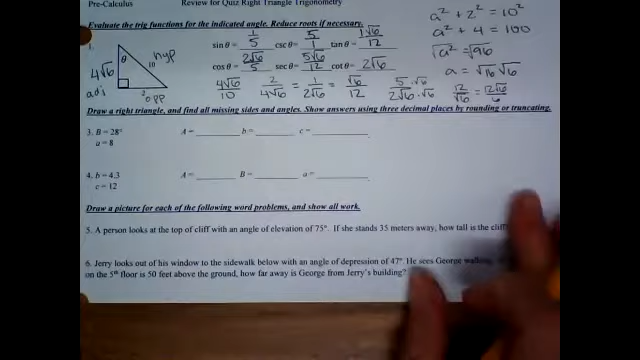 Pre-Calculus Review for Quiz Right Triangle Trigonometry
Evaluate the trig functions for the indicated angle. Reduce roots if necessary.
1.
θ hyp
4√6 10
adj
2 opp
sin θ = 1/5 csc θ = 5/1 tan θ = 1√6/12
cos θ = 2√6/5 sec θ = 5√6/12 cot θ = 2√6
4√6/10 2/4√6 = 1/2√6 = √6/12 5/2√6 · √6/√6
a² + 2² = 10²
a² + 4 = 100
√a² = √96
a = √16 √6
12/√6 = 12√6/6
Draw a right triangle, and find all missing sides and angles. Show answers using three decimal places by rounding or truncating.
3. B = 28° A = ________ b = ________ c = ________
a = 8
4. b = 4.3 A = ________ B = ________ a = ________
c = 12
Draw a picture for each of the following word problems, and show all work.
5. A person looks at the top of cliff with an angle of elevation of 75°. If she stands 35 meters away, how tall is the cliff
6. Jerry looks out of his window to the sidewalk below with an angle of depression of 47°. He sees George walking.
on the 5th floor is 50 feet above the ground, how far away is George from Jerry's building?